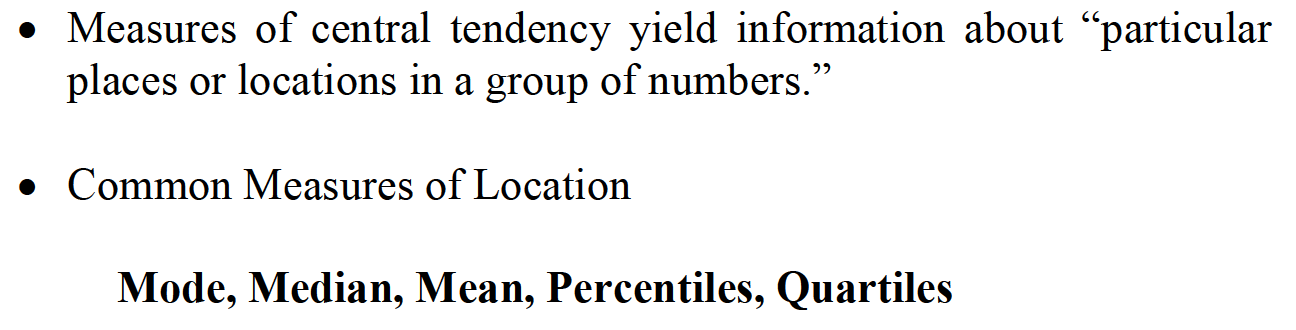 • Measures of central tendency yield information about “particular
places or locations in a group of numbers.”
• Common Measures of Location
Mode, Median, Mean, Percentiles, Quartiles